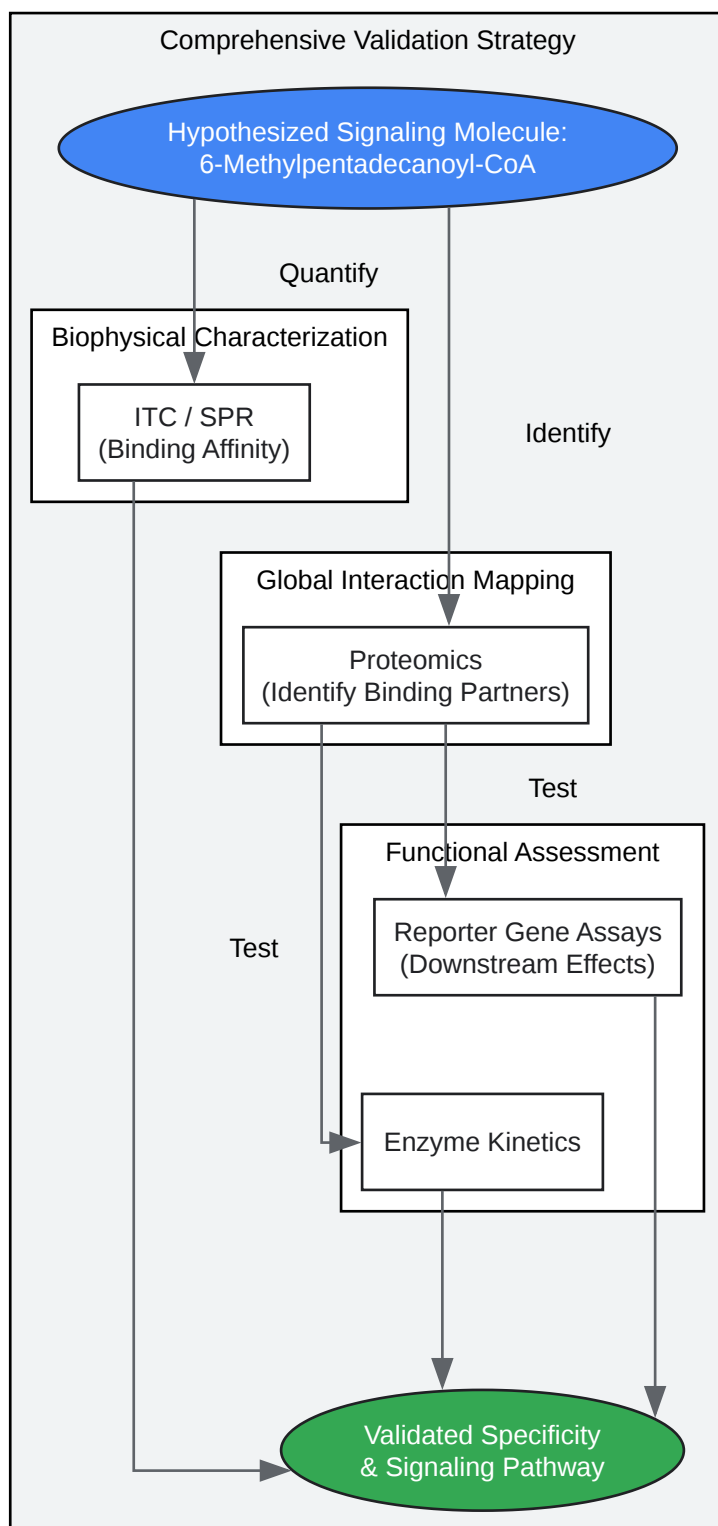 Comprehensive Validation Strategy
Hypothesized Signaling Molecule:
6-Methylpentadecanoyl-CoA
Quantify
Biophysical Characterization
ITC / SPR
(Binding Affinity)
Identify
Global Interaction Mapping
Proteomics
(Identify Binding Partners)
Test
Functional Assessment
Reporter Gene Assays
(Downstream Effects)
Test
Enzyme Kinetics
Validated Specificity
& Signaling Pathway